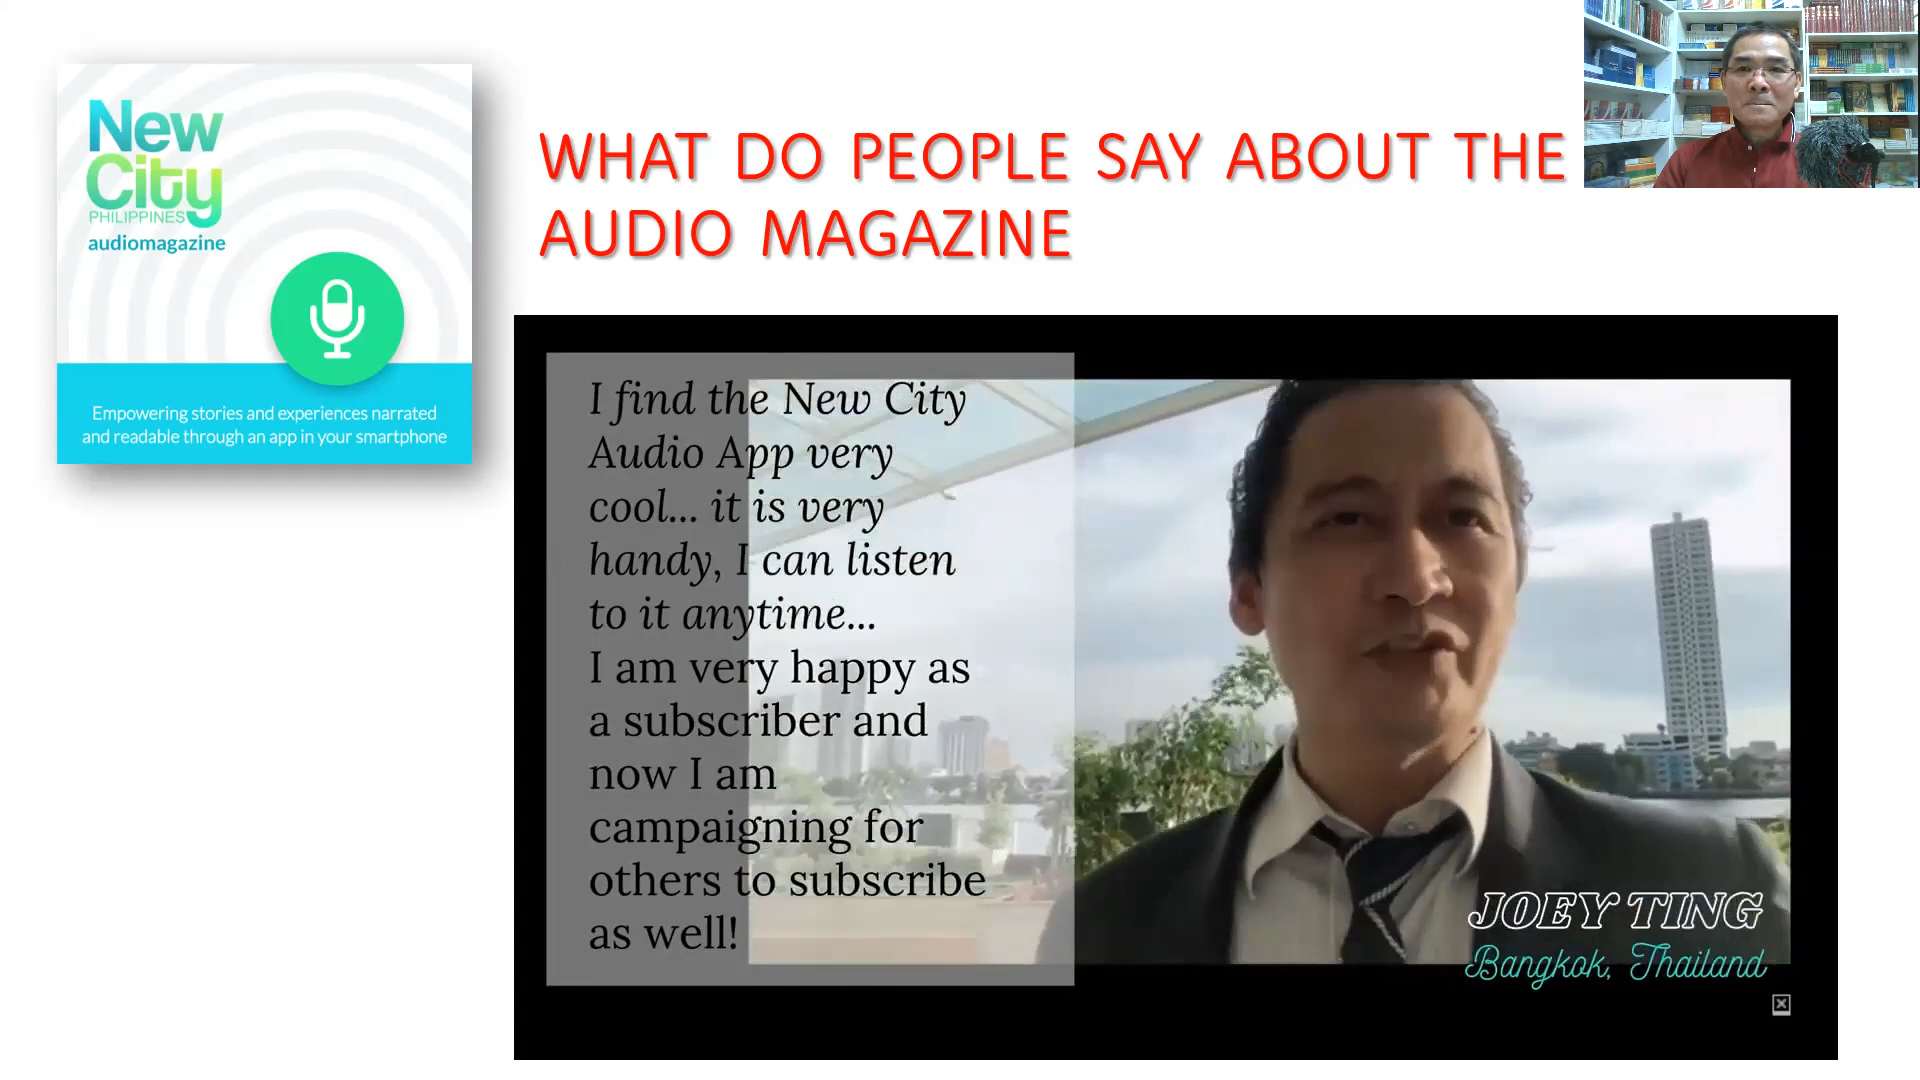 New
City
PHILIPPINES
audiomagazine
Empowering stories and experiences narrated
and readable through an app in your smartphone
WHAT DO PEOPLE SAY ABOUT THE
AUDIO MAGAZINE
I find the New City
Audio App very
cool... it is very
handy, I can listen
to it anytime...
I am very happy as
a subscriber and
now I am
campaigning for
others to subscribe
as well!
JOEY TING
Bangkok, Thailand